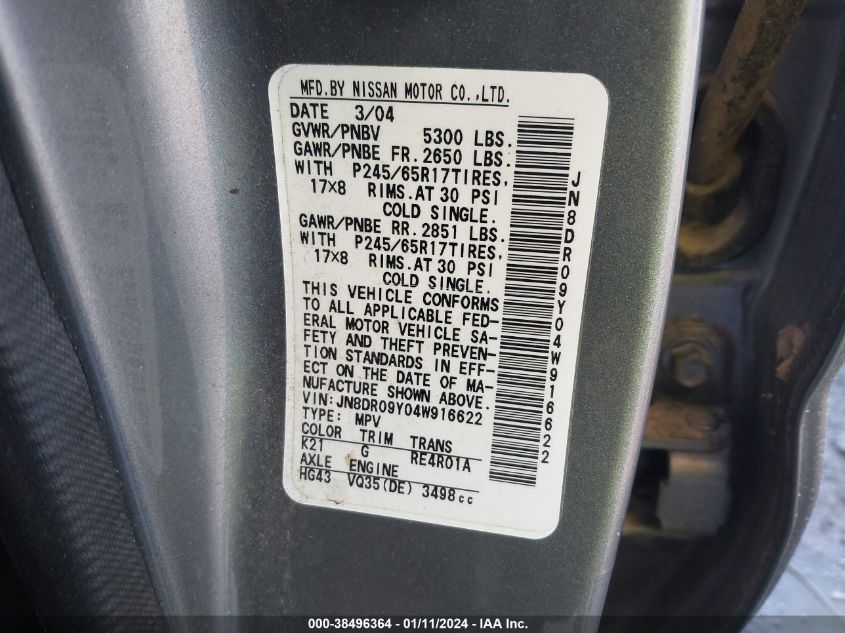 MFD.BY NISSAN MOTOR CO.,LTD.
DATE 3/04
GVWR/PNBV 5300 LBS.
GAWR/PNBE FR. 2650 LBS.
WITH P245/65R17TIRES,
17×8 RIMS.AT 30 PSI
COLD SINGLE.
GAWR/PNBE RR. 2851 LBS.
WITH P245/65R17TIRES,
17×8 RIMS.AT 30 PSI
COLD SINGLE.
THIS VEHICLE CONFORMS
TO ALL APPLICABLE FED-
ERAL MOTOR VEHICLE SA-
FETY AND THEFT PREVEN-
TION STANDARDS IN EFF-
ECT ON THE DATE OF MA-
NUFACTURE SHOWN ABOVE.
VIN:JN8DR09Y04W916622
TYPE: MPV
COLOR TRIM TRANS
K21 G RE4R01A
AXLE ENGINE
HG43 VQ35(DE) 3498cc
JN8DR09Y04W916622
000-38496364 - 01/11/2024 - IAA Inc.